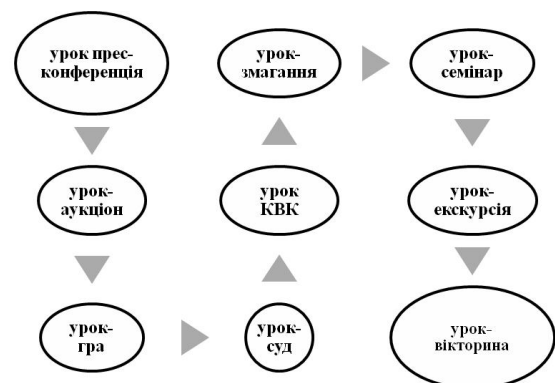 урок прес-
конференція
урок-
аукціон
урок-
гра
урок-
суд
урок
КВК
урок-
змагання
урок-
семінар
урок-
екскурсія
урок-
вікторина